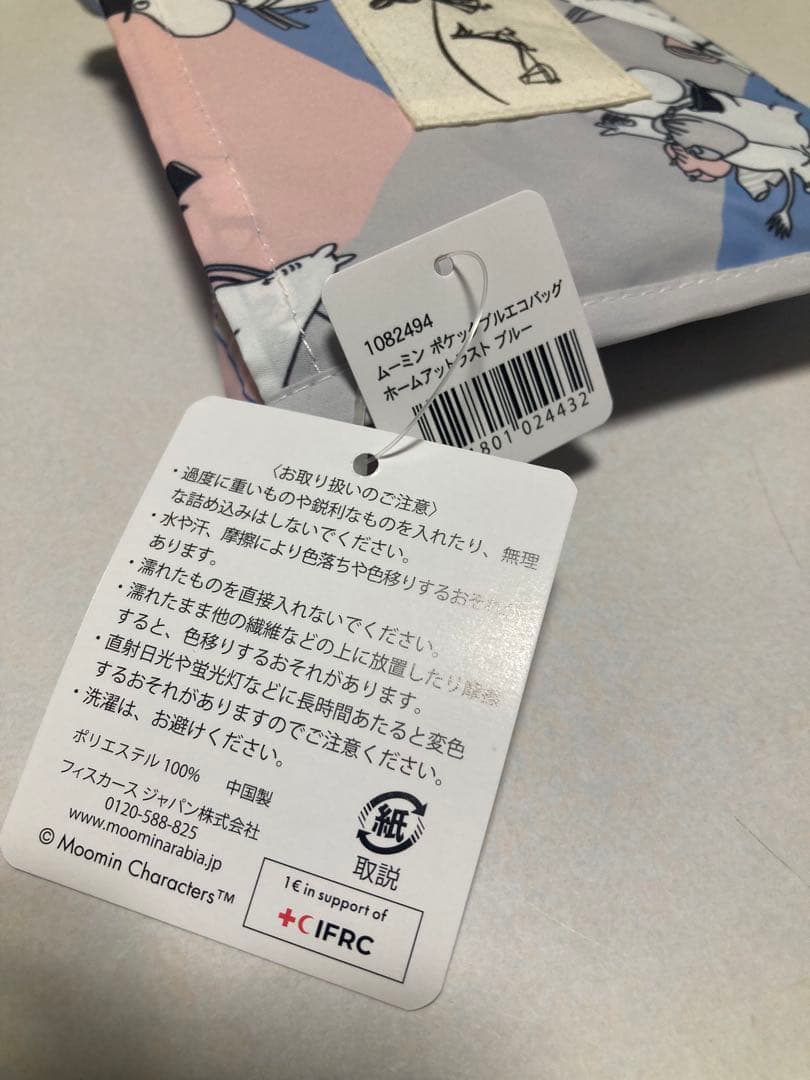 1082494
ムーミン ポケッタブルエコバッグ
ホームアットラスト ブルー
801 024432
〈お取り扱いのご注意〉
・過度に重いものや鋭利なものを入れたり、無理
な詰め込みはしないでください。
・水や汗、摩擦により色落ちや色移りするおそれが
あります。
・濡れたものを直接入れないでください。
・濡れたまま他の繊維などの上に放置したり摩擦
すると、色移りするおそれがあります。
・直射日光や蛍光灯などに長時間あたると変色
するおそれがありますのでご注意ください。
・洗濯は、お避けください。
ポリエステル 100% 中国製
フィスカース ジャパン株式会社
0120-588-825
www.moominarabia.jp
© Moomin Characters™
紙
取説
1€ in support of
IFRC